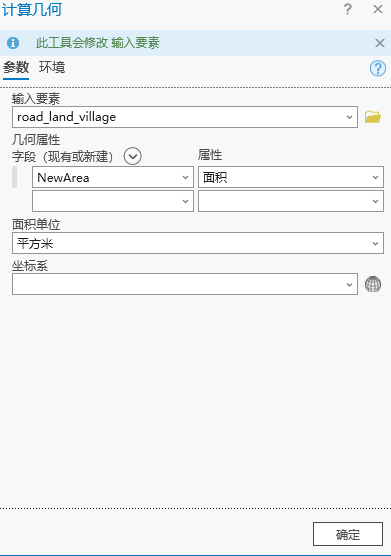 计算几何 ? ×
此工具会修改 输入要素 ×
参数 环境 ?
输入要素
road_land_village
几何属性
字段（现有或新建） 属性
NewArea 面积
面积单位
平方米
坐标系
确定